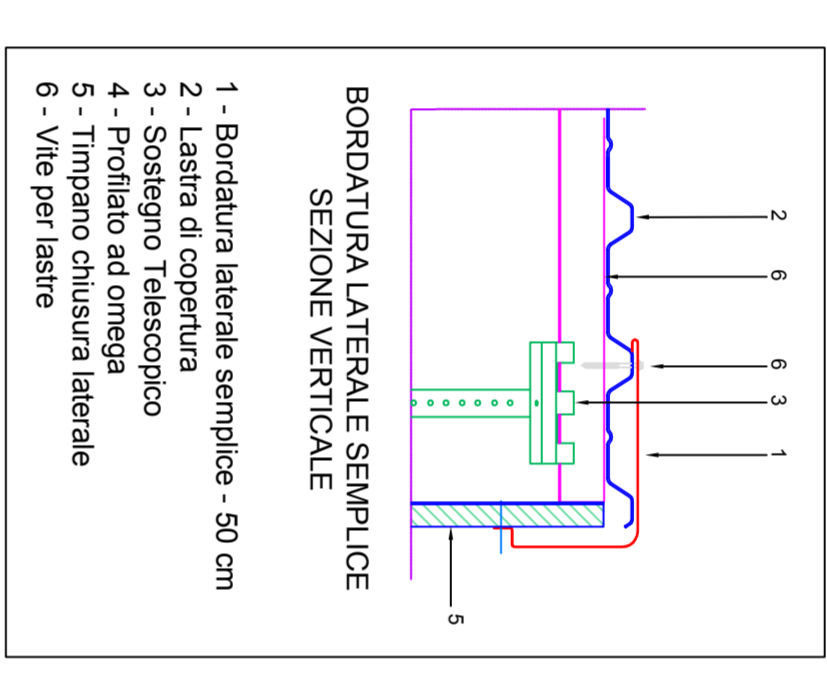 2
6
6
3
1
5
BORDATURA LATERALE SEMPLICE
SEZIONE VERTICALE
1 - Bordatura laterale semplice - 50 cm
2 - Lastra di copertura
3 - Sostegno Telescopico
4 - Profilato ad omega
5 - Timpano chiusura laterale
6 - Vite per lastre